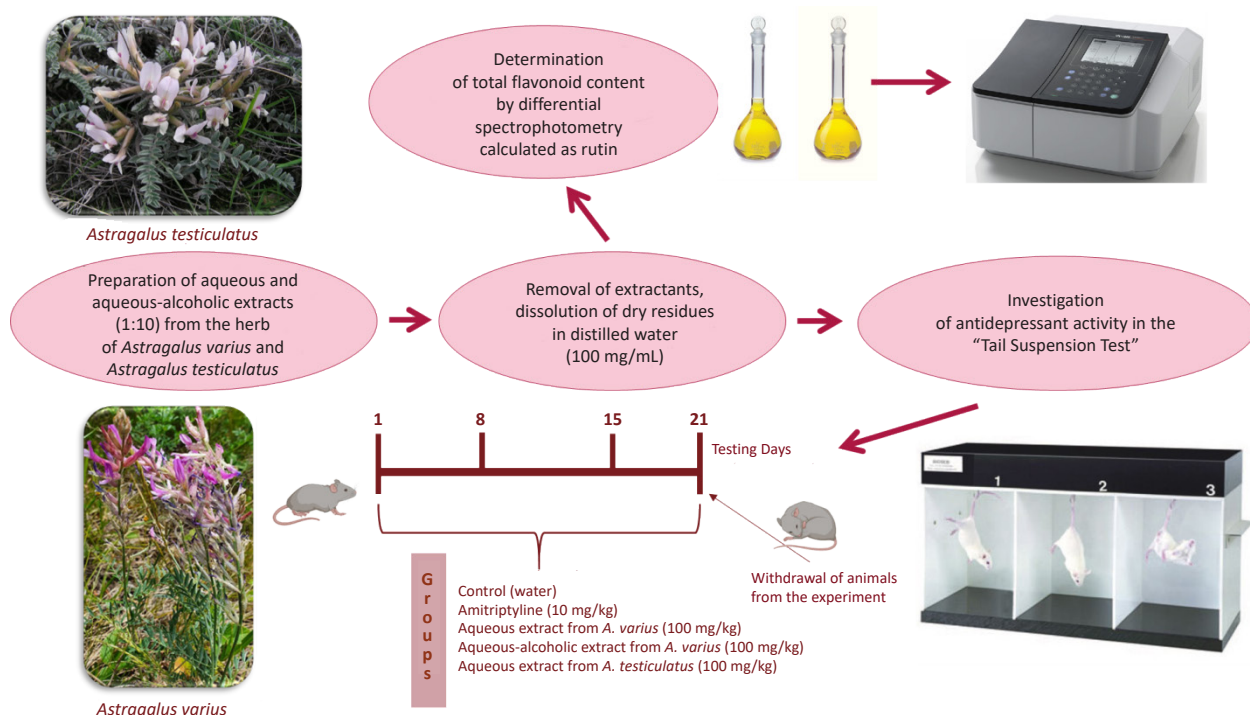 Determination
of total flavonoid content
by differential
spectrophotometry
calculated as rutin
Astragalus testiculatus
Preparation of aqueous and
aqueous-alcoholic extracts
(1:10) from the herb
of Astragalus varius and
Astragalus testiculatus
Removal of extractants,
dissolution of dry residues
in distilled water
(100 mg/mL)
Investigation
of antidepressant activity in the
“Tail Suspension Test”
1 8 15 21
Testing Days
Groups
Control (water)
Amitriptyline (10 mg/kg)
Aqueous extract from A. varius (100 mg/kg)
Aqueous-alcoholic extract from A. varius (100 mg/kg)
Aqueous extract from A. testiculatus (100 mg/kg)
Withdrawal of animals
from the experiment
1 2 3
Astragalus varius